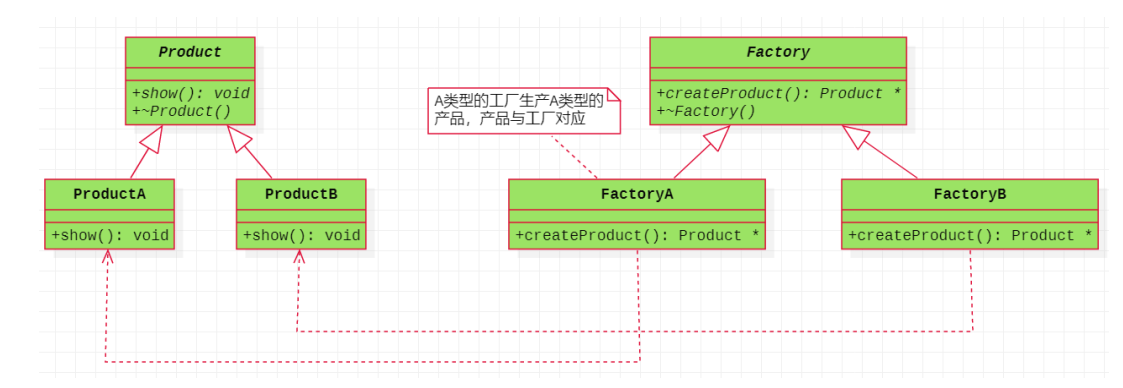 Product
+show(): void
+~Product()
Factory
+createProduct(): Product *
+~Factory()
A类型的工厂生产A类型的
产品，产品与工厂对应
ProductA
+show(): void
ProductB
+show(): void
FactoryA
+createProduct(): Product *
FactoryB
+createProduct(): Product *